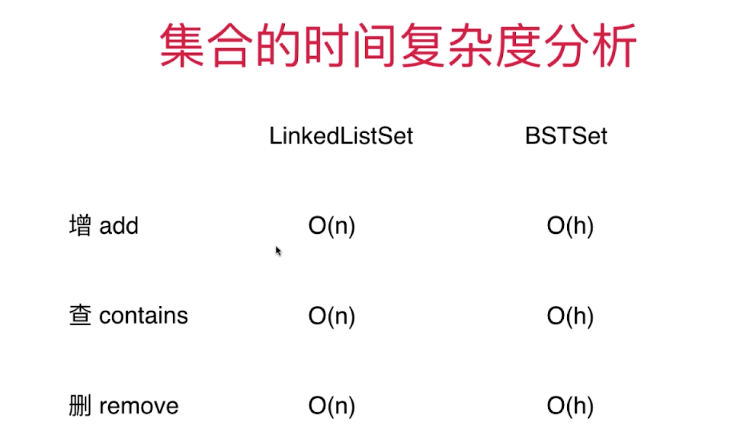 集合的时间复杂度分析
LinkedListSet BSTSet
增 add O(n) O(h)
查 contains O(n) O(h)
删 remove O(n) O(h)